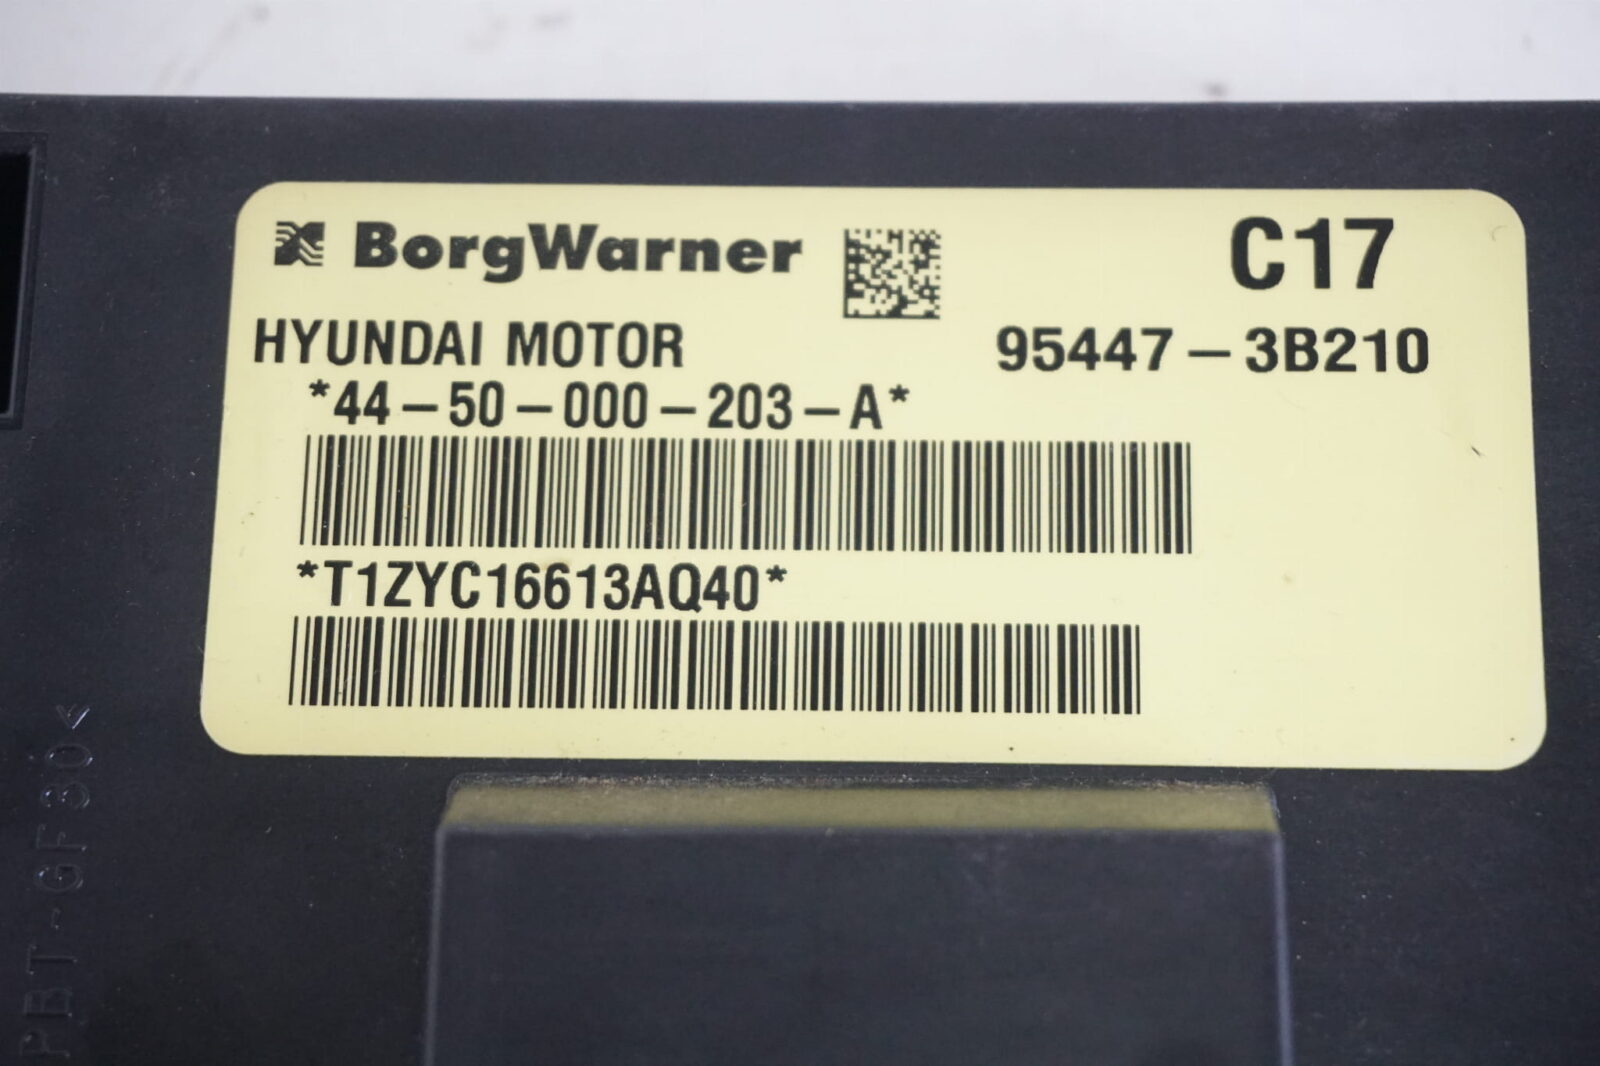 BorgWarner
C17
HYUNDAI MOTOR
95447-3B210
*44-50-000-203-A*
*T1ZYC16613AQ40*
PBT-GF30<